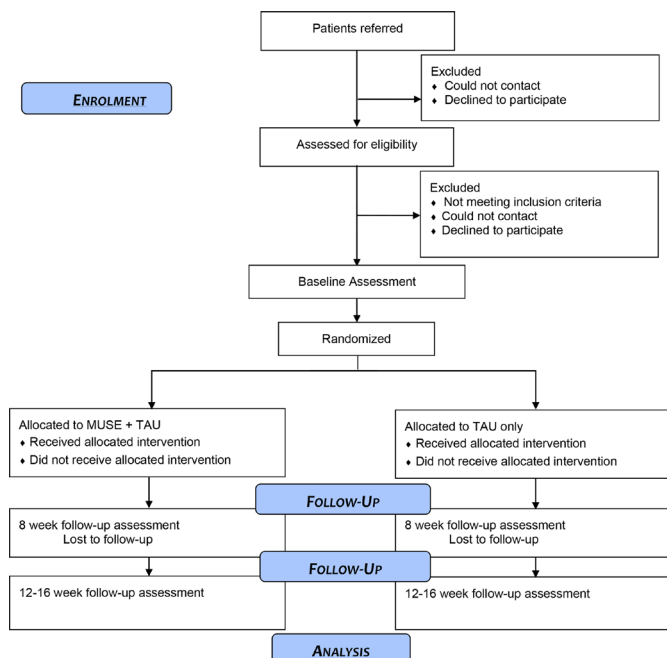 Patients referred
Excluded
♦ Could not contact
♦ Declined to participate
ENROLMENT
Assessed for eligibility
Excluded
♦ Not meeting inclusion criteria
♦ Could not contact
♦ Declined to participate
Baseline Assessment
Randomized
Allocated to MUSE + TAU
♦ Received allocated intervention
♦ Did not receive allocated intervention
Allocated to TAU only
♦ Received allocated intervention
♦ Did not receive allocated intervention
FOLLOW-UP
8 week follow-up assessment
Lost to follow-up
8 week follow-up assessment
Lost to follow-up
FOLLOW-UP
12-16 week follow-up assessment
12-16 week follow-up assessment
ANALYSIS